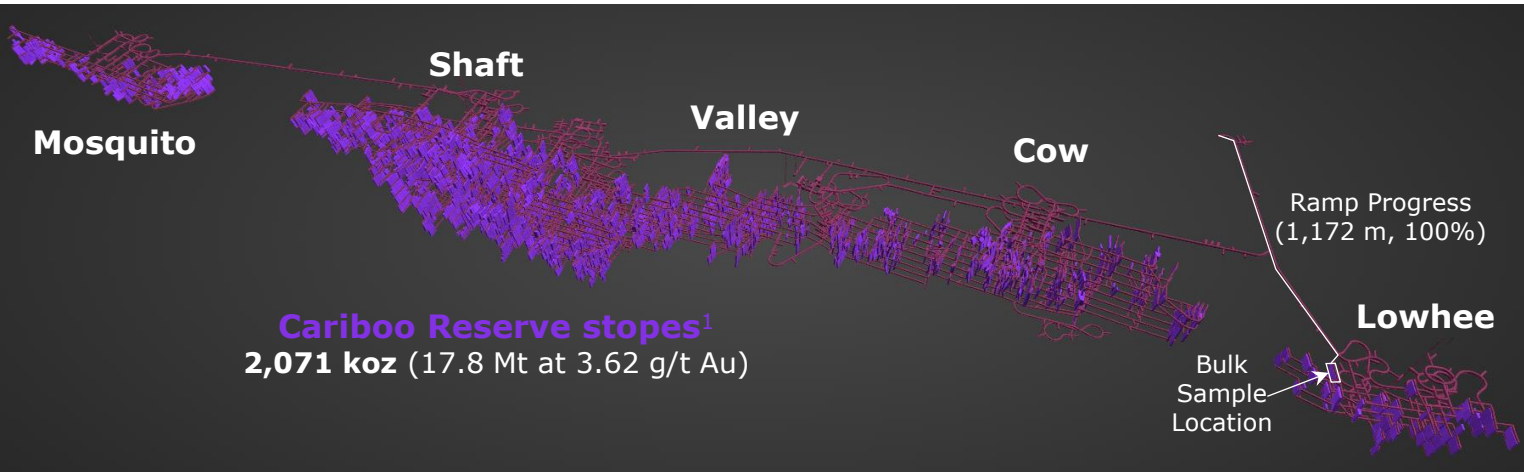 Mosquito
Shaft
Valley
Cow
Ramp Progress
(1,172 m, 100%)
Lowhee
Bulk
Sample
Location
Cariboo Reserve stopes¹
2,071 koz (17.8 Mt at 3.62 g/t Au)